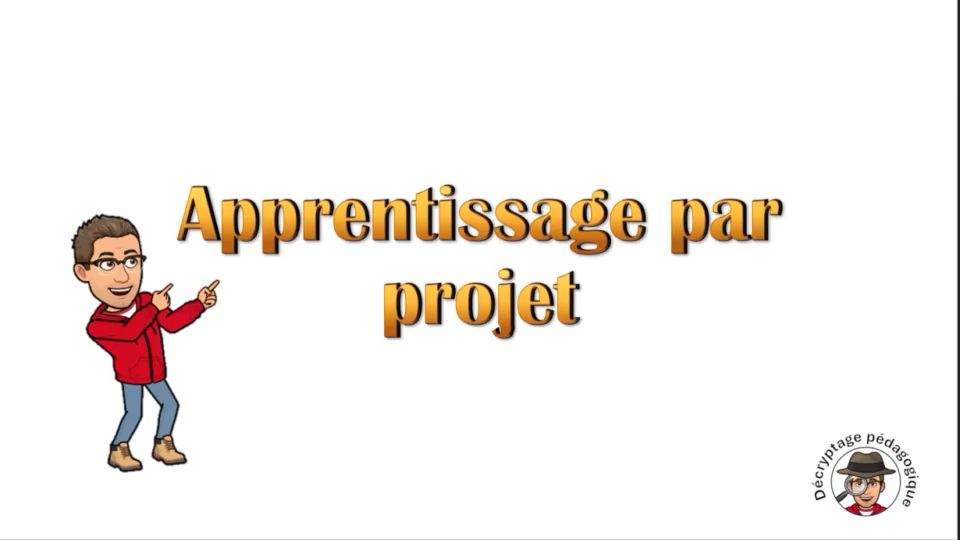 Apprentissage par
projet
Décryptage pédagogique